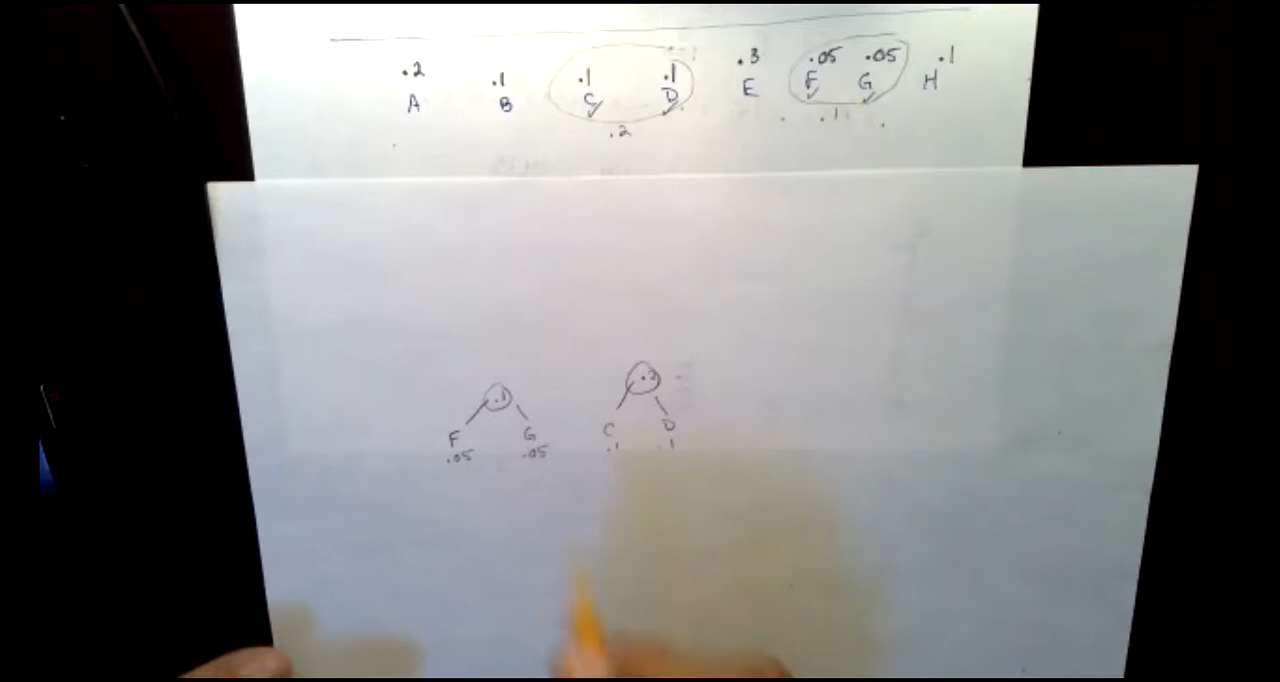 .2 .1 .1 .1 .3 .05 .05 .1
A B C D E F G H
.2 .1
.1 .2
F G C D
.05 .05 .1 .1